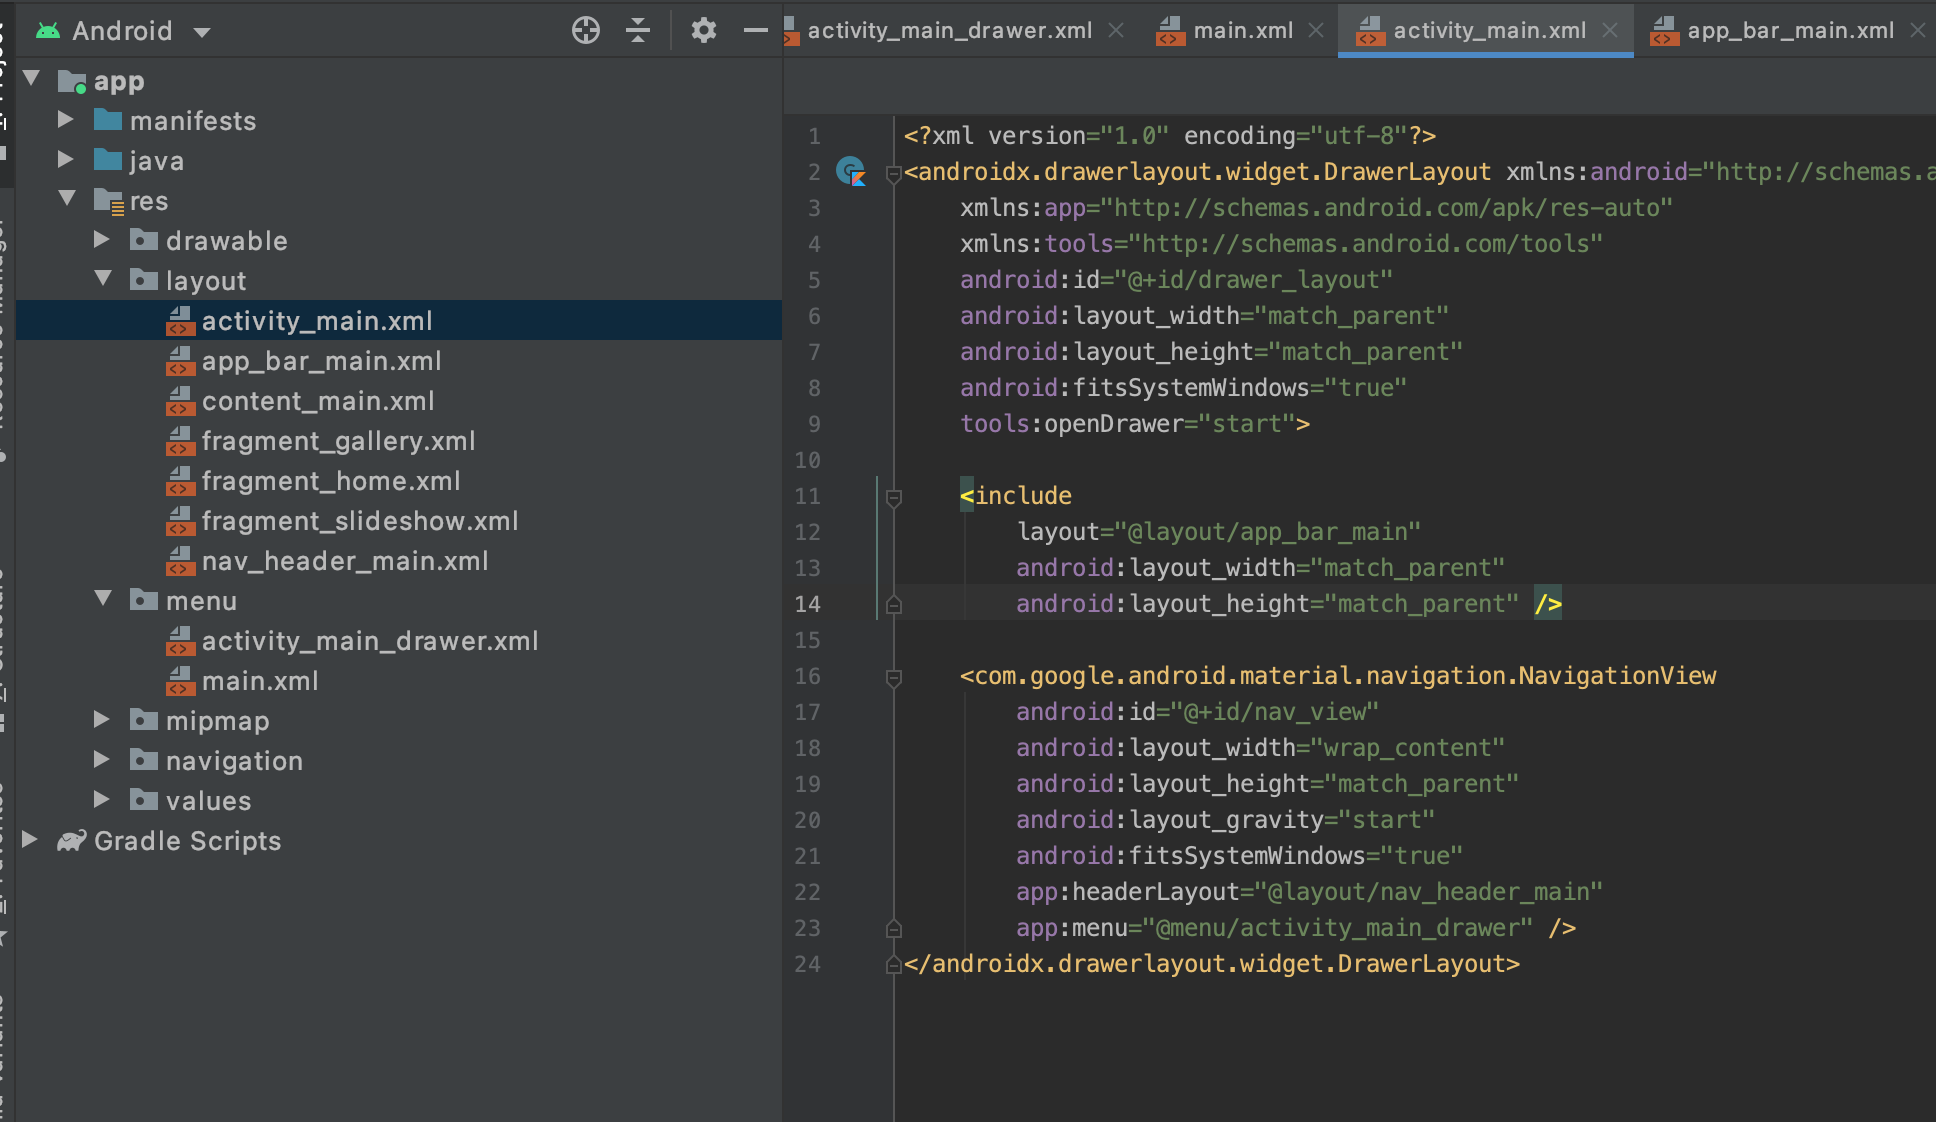 Android
activity_main_drawer.xml
main.xml
activity_main.xml
app_bar_main.xml
app
manifests
java
res
drawable
layout
activity_main.xml
app_bar_main.xml
content_main.xml
fragment_gallery.xml
fragment_home.xml
fragment_slideshow.xml
nav_header_main.xml
menu
activity_main_drawer.xml
main.xml
mipmap
navigation
values
Gradle Scripts
1 <?xml version="1.0" encoding="utf-8"?>
2 <androidx.drawerlayout.widget.DrawerLayout xmlns:android="http://schemas.a
3 xmlns:app="http://schemas.android.com/apk/res-auto"
4 xmlns:tools="http://schemas.android.com/tools"
5 android:id="@+id/drawer_layout"
6 android:layout_width="match_parent"
7 android:layout_height="match_parent"
8 android:fitsSystemWindows="true"
9 tools:openDrawer="start">
10
11 <include
12 layout="@layout/app_bar_main"
13 android:layout_width="match_parent"
14 android:layout_height="match_parent" />
15
16 <com.google.android.material.navigation.NavigationView
17 android:id="@+id/nav_view"
18 android:layout_width="wrap_content"
19 android:layout_height="match_parent"
20 android:layout_gravity="start"
21 android:fitsSystemWindows="true"
22 app:headerLayout="@layout/nav_header_main"
23 app:menu="@menu/activity_main_drawer" />
24 </androidx.drawerlayout.widget.DrawerLayout>